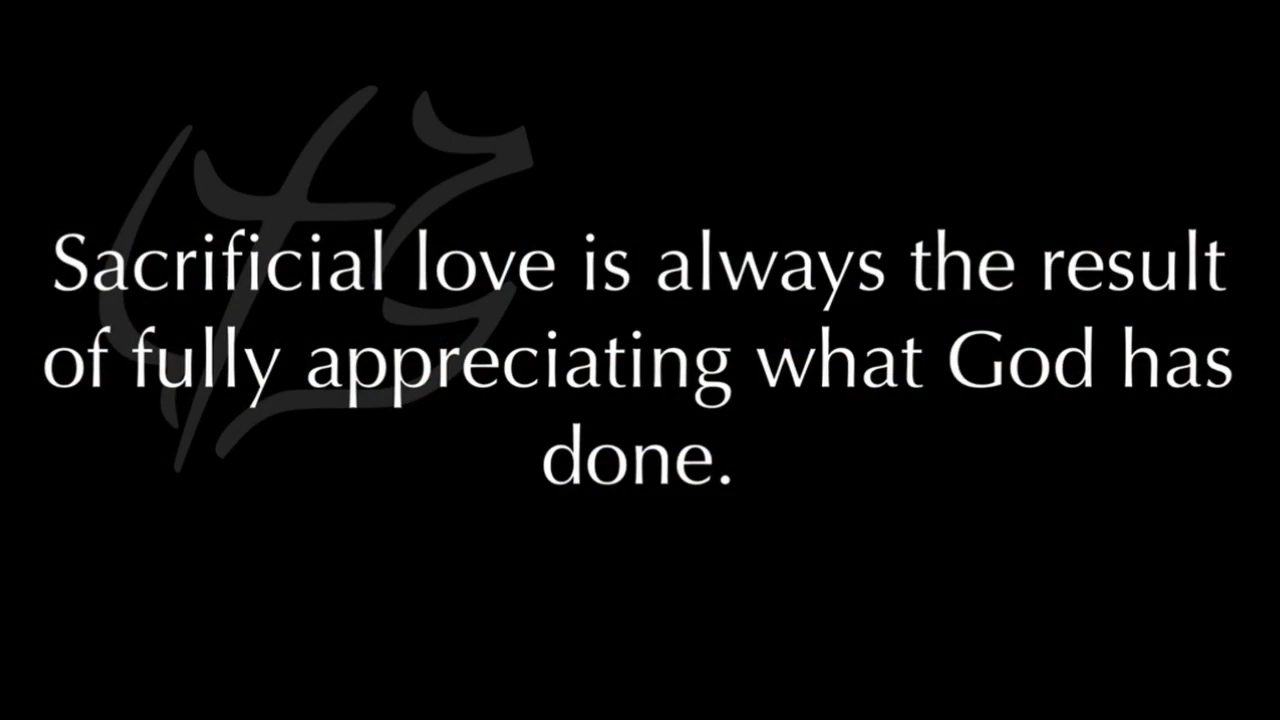 Sacrificial love is always the result
of fully appreciating what God has
done.